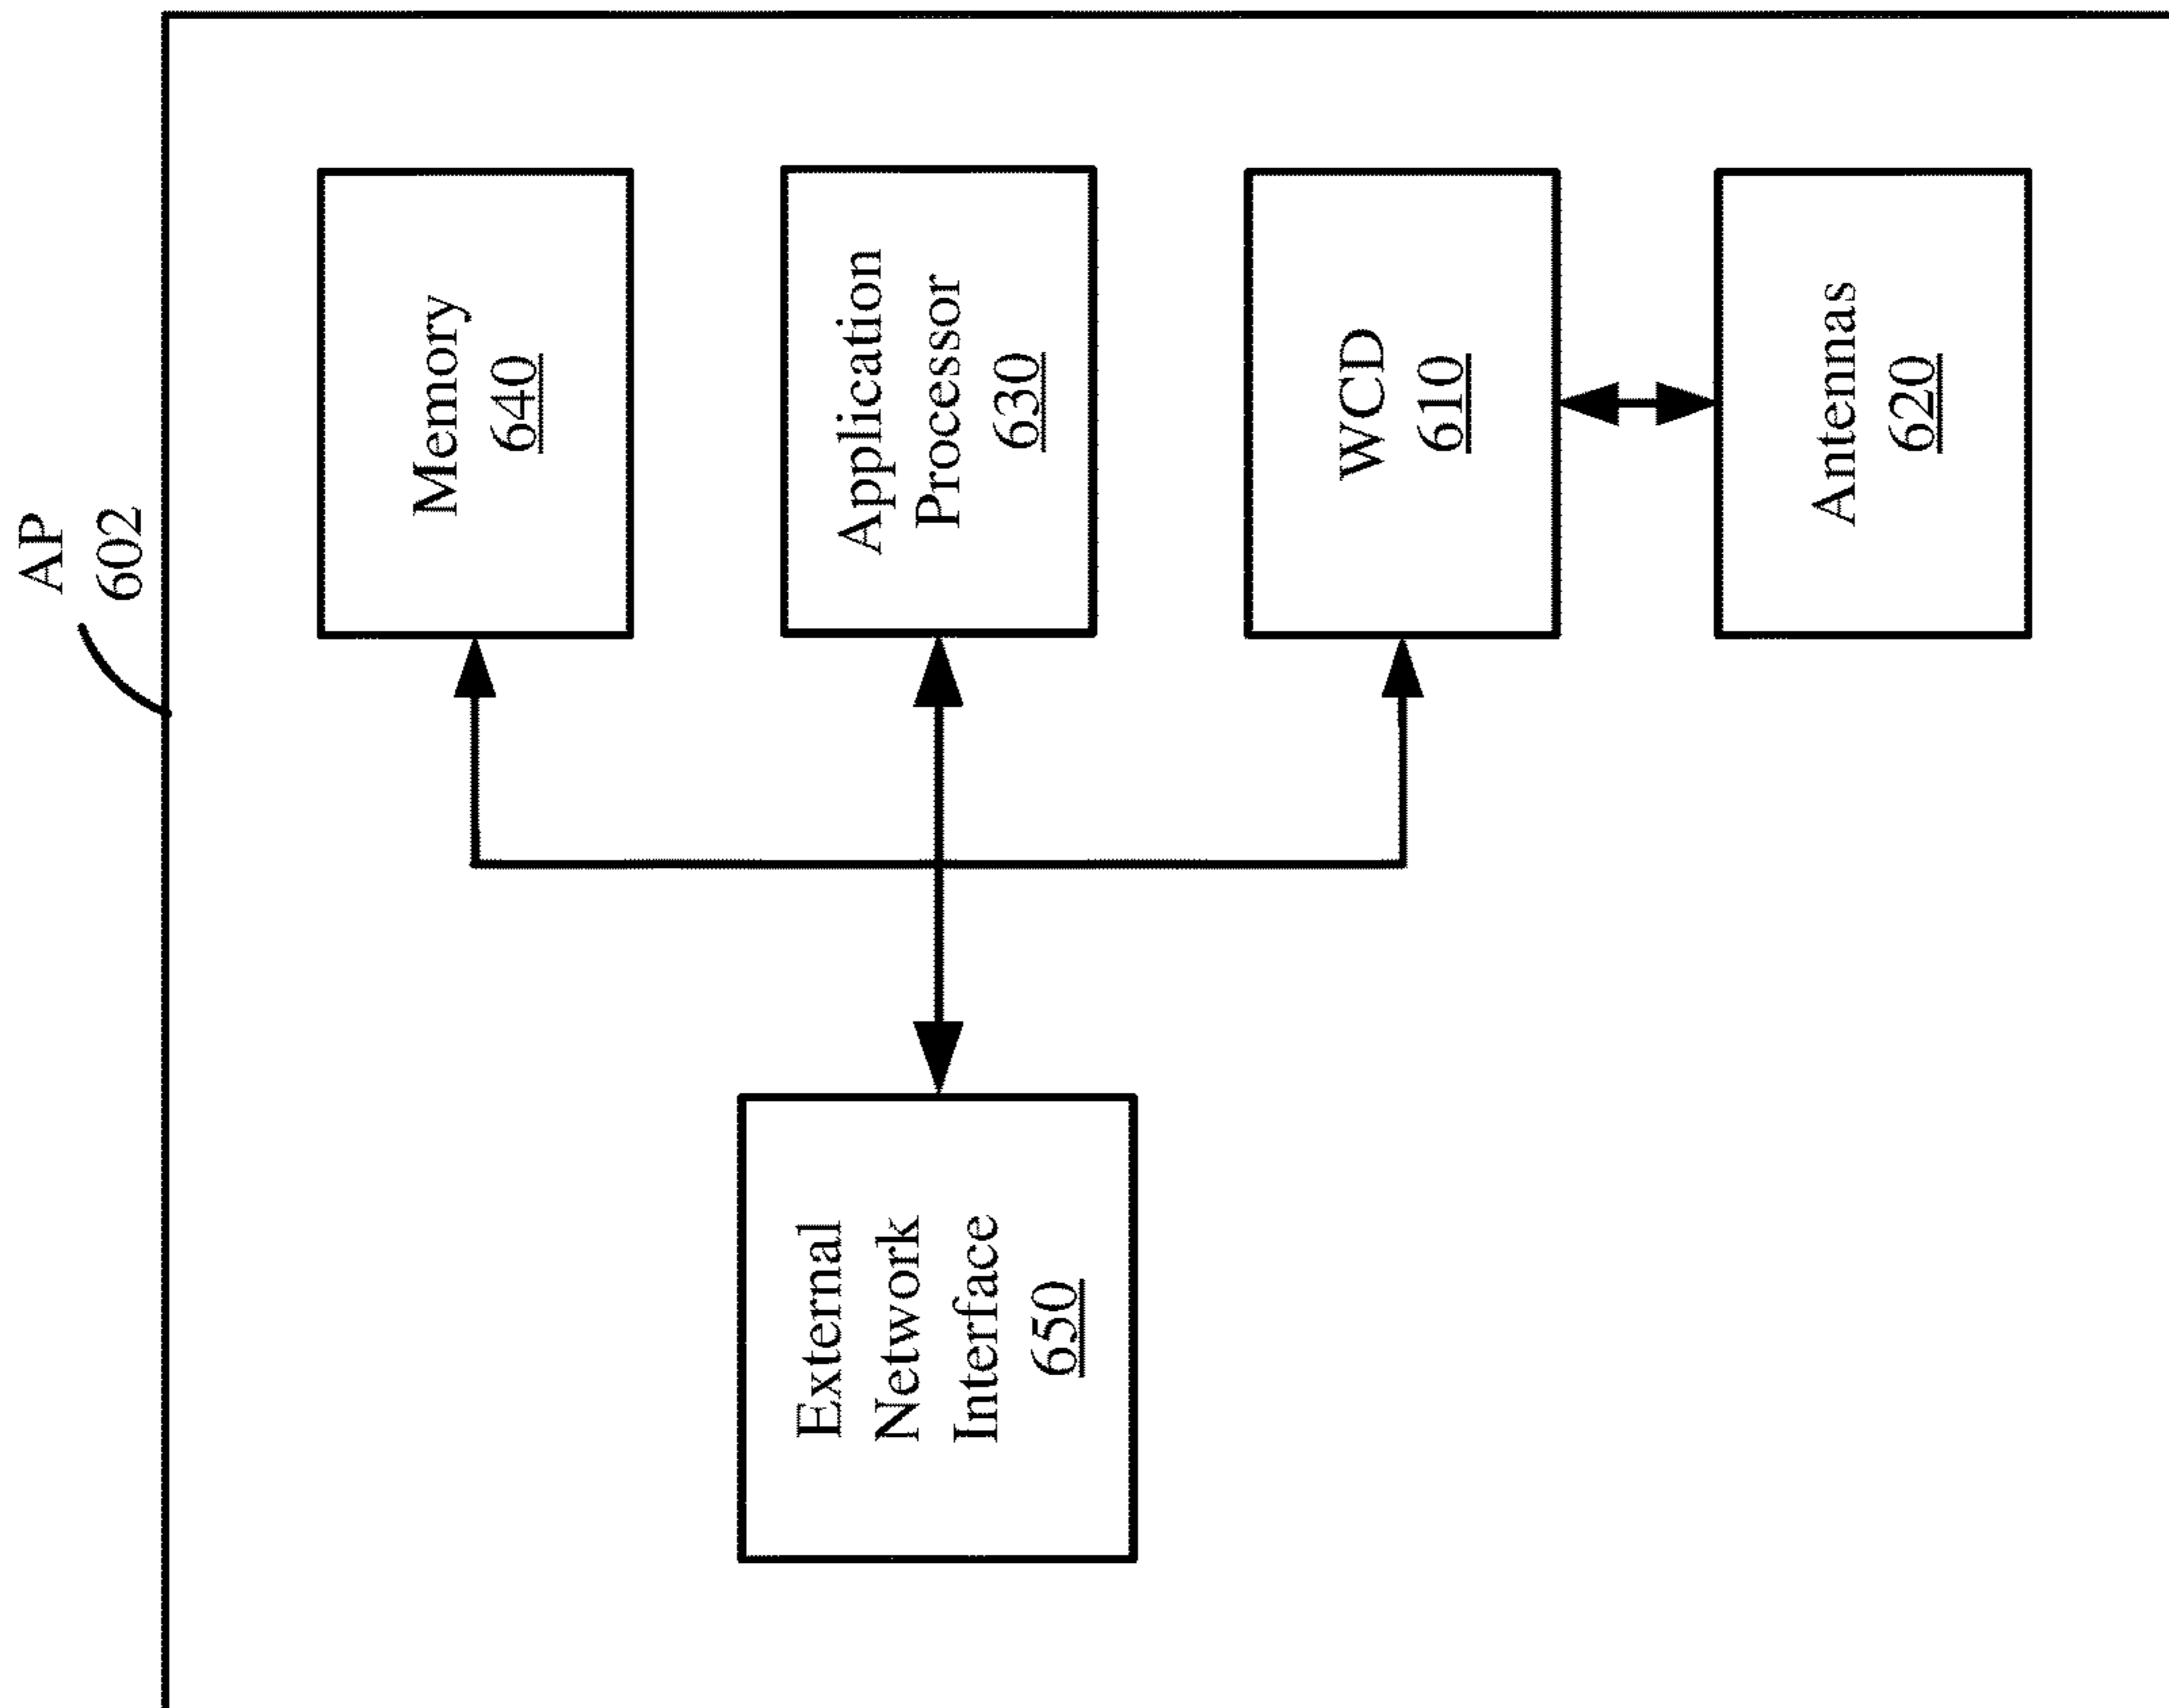 AP
602
Memory
640
Application
Processor
630
WCD
610
Antennas
620
External
Network
Interface
650